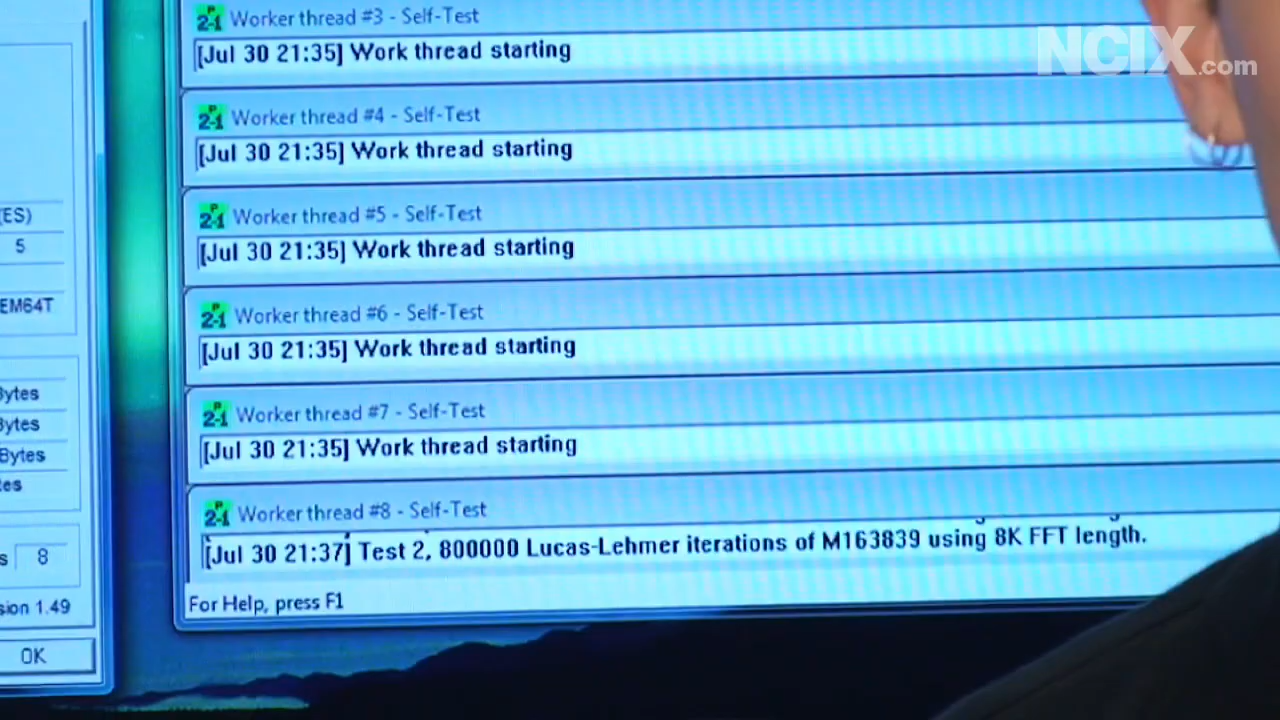 Worker thread #3 - Self-Test
[Jul 30 21:35] Work thread starting
NCIX.com
Worker thread #4 - Self-Test
[Jul 30 21:35] Work thread starting
Worker thread #5 - Self-Test
[Jul 30 21:35] Work thread starting
Worker thread #6 - Self-Test
[Jul 30 21:35] Work thread starting
Worker thread #7 - Self-Test
[Jul 30 21:35] Work thread starting
Worker thread #8 - Self-Test
[Jul 30 21:37] Test 2, 800000 Lucas-Lehmer iterations of M163839 using 8K FFT length.
For Help, press F1
(ES)
5
EM64T
Bytes
Bytes
Bytes
8
1.49
OK